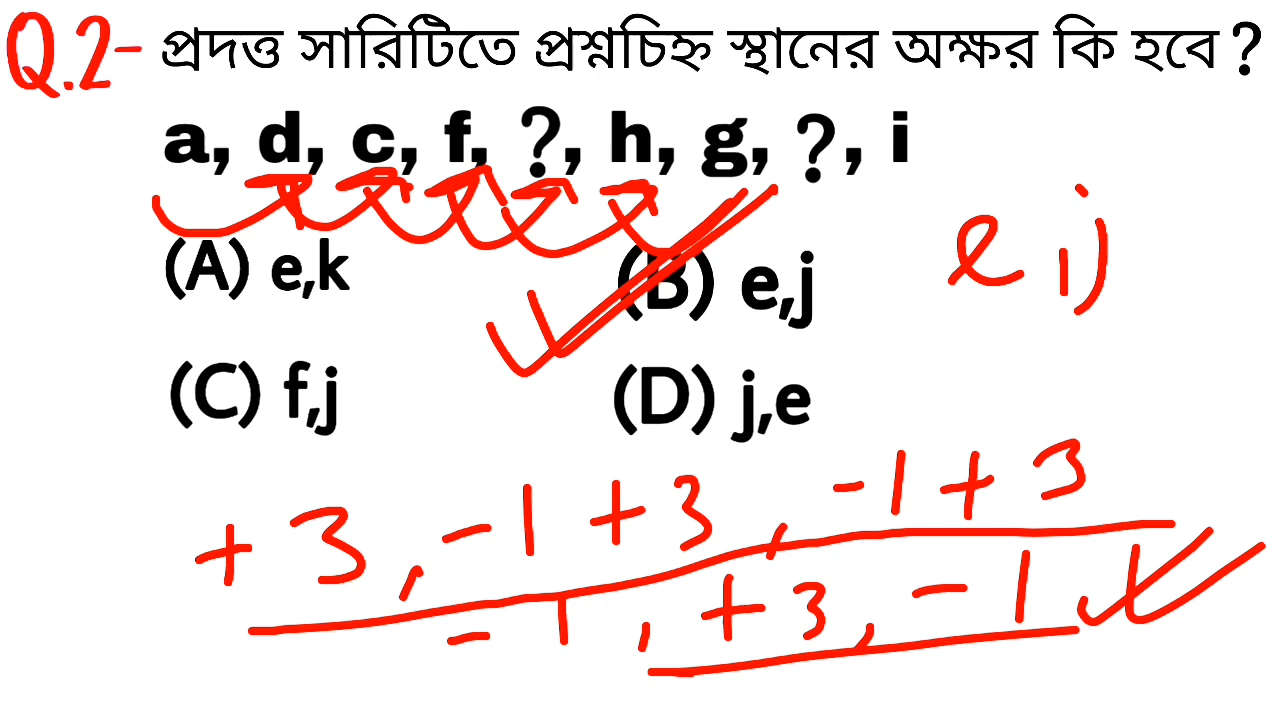 Q.2- প্রদত্ত সারিটিতে প্রশ্নচিহ্ন স্থানের অক্ষর কি হবে ?
a, d, c, f, ?, h, g, ?, i
(A) e,k (B) e,j
e, j
(C) f,j (D) j,e
+3, -1 +3, -1 +3
-1, +3, -1